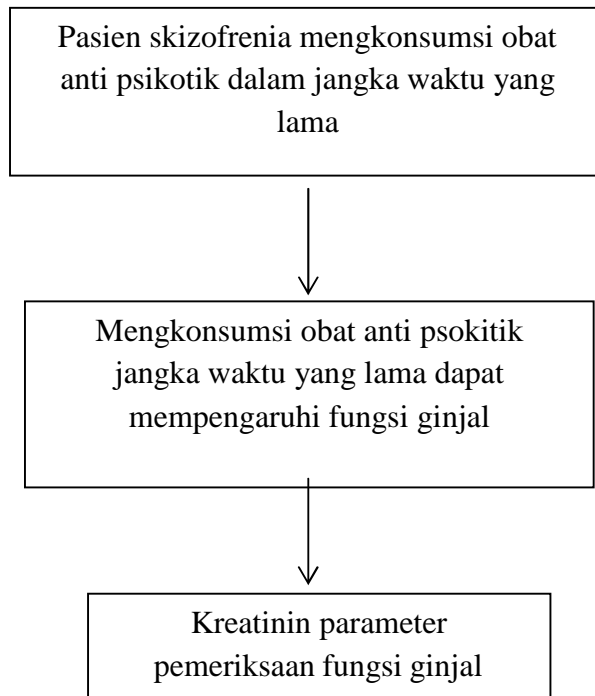 Pasien skizofrenia mengkonsumsi obat
anti psikotik dalam jangka waktu yang
lama
Mengkonsumsi obat anti psokitik
jangka waktu yang lama dapat
mempengaruhi fungsi ginjal
Kreatinin parameter
pemeriksaan fungsi ginjal